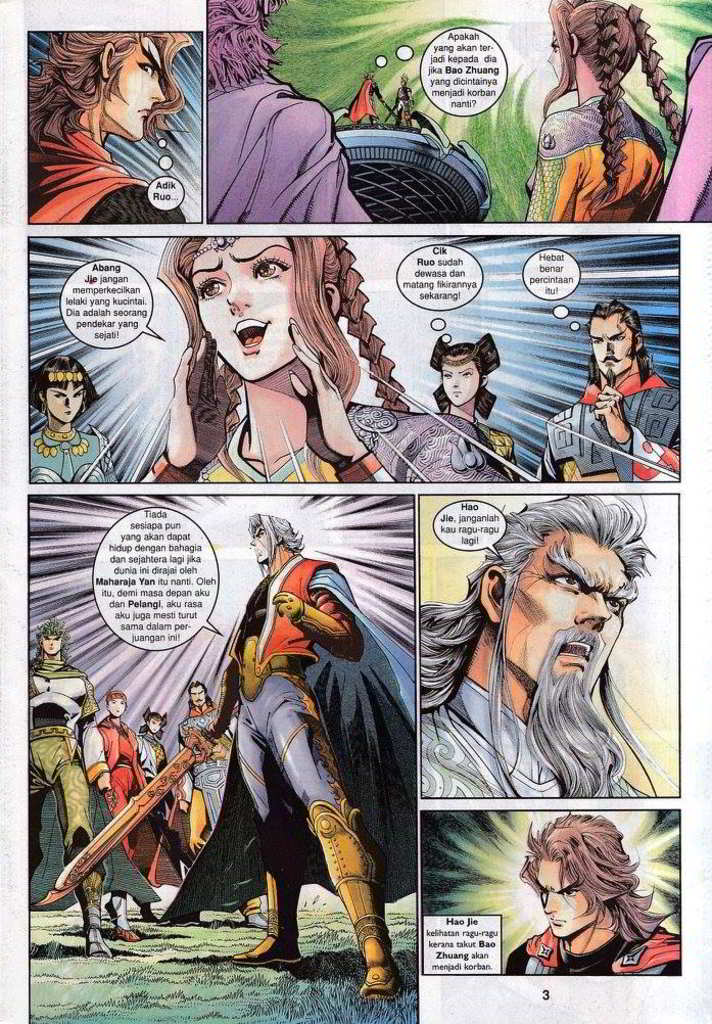 Adik
Ruo...
Apakah
yang akan ter-
jadi kepada dia
jika Bao Zhuang
yang dicintainya
menjadi korban
nanti?
Abang
Jie jangan
memperkecilkan
lelaki yang kucintai.
Dia adalah seorang
pendekar yang
sejati!
Cik
Ruo sudah
dewasa dan
matang fikirannya
sekarang!
Hebat
benar
percintaan
itu!
Tiada
sesiapa pun
yang akan dapat
hidup dengan bahagia
dan sejahtera lagi jika
dunia ini dirajai oleh
Maharaja Yan itu nanti. Oleh
itu, demi masa depan aku
dan Pelangi, aku rasa
aku juga mesti turut
sama dalam per-
juangan ini!
Hao
Jie, janganlah
kau ragu-ragu
lagi!
Hao Jie
kelihatan ragu-ragu
kerana takut Bao
Zhuang akan
menjadi korban.
3